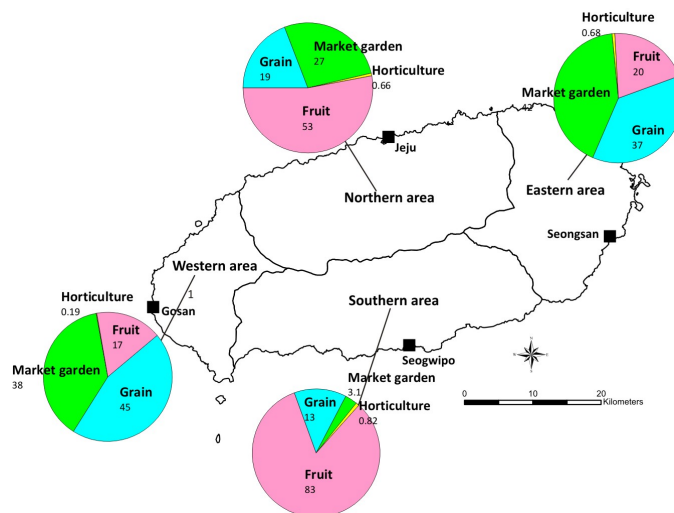 Horticulture
0.68
Fruit
20
Market garden
42
Grain
37
Eastern area
Market garden
27
Grain
19
Horticulture
0.66
Fruit
53
Jeju
Northern area
Seongsan
Western area
1
Gosan
Southern area
Seogwipo
Horticulture
0.19
Fruit
17
Market garden
38
Grain
45
3.1
Market garden
Grain
13
Horticulture
0.82
Fruit
83
0 5 10 20
Kilometers